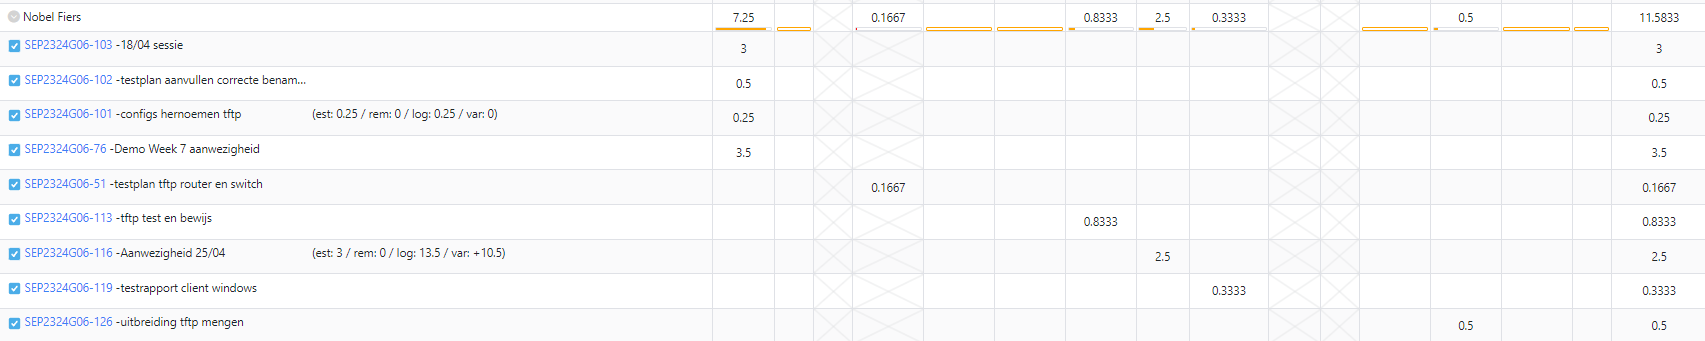 Nobel Fiers 7.25 0.1667 0.8333 2.5 0.3333 0.5 11.5833
SEP2324G06-103 -18/04 sessie 3 3
SEP2324G06-102 -testplan aanvullen correcte benam... 0.5 0.5
SEP2324G06-101 -configs hernoemen tftp (est: 0.25 / rem: 0 / log: 0.25 / var: 0) 0.25 0.25
SEP2324G06-76 -Demo Week 7 aanwezigheid 3.5 3.5
SEP2324G06-51 -testplan tftp router en switch 0.1667 0.1667
SEP2324G06-113 -tftp test en bewijs 0.8333 0.8333
SEP2324G06-116 -Aanwezigheid 25/04 (est: 3 / rem: 0 / log: 13.5 / var: +10.5) 2.5 2.5
SEP2324G06-119 -testrapport client windows 0.3333 0.3333
SEP2324G06-126 -uitbreiding tftp mengen 0.5 0.5